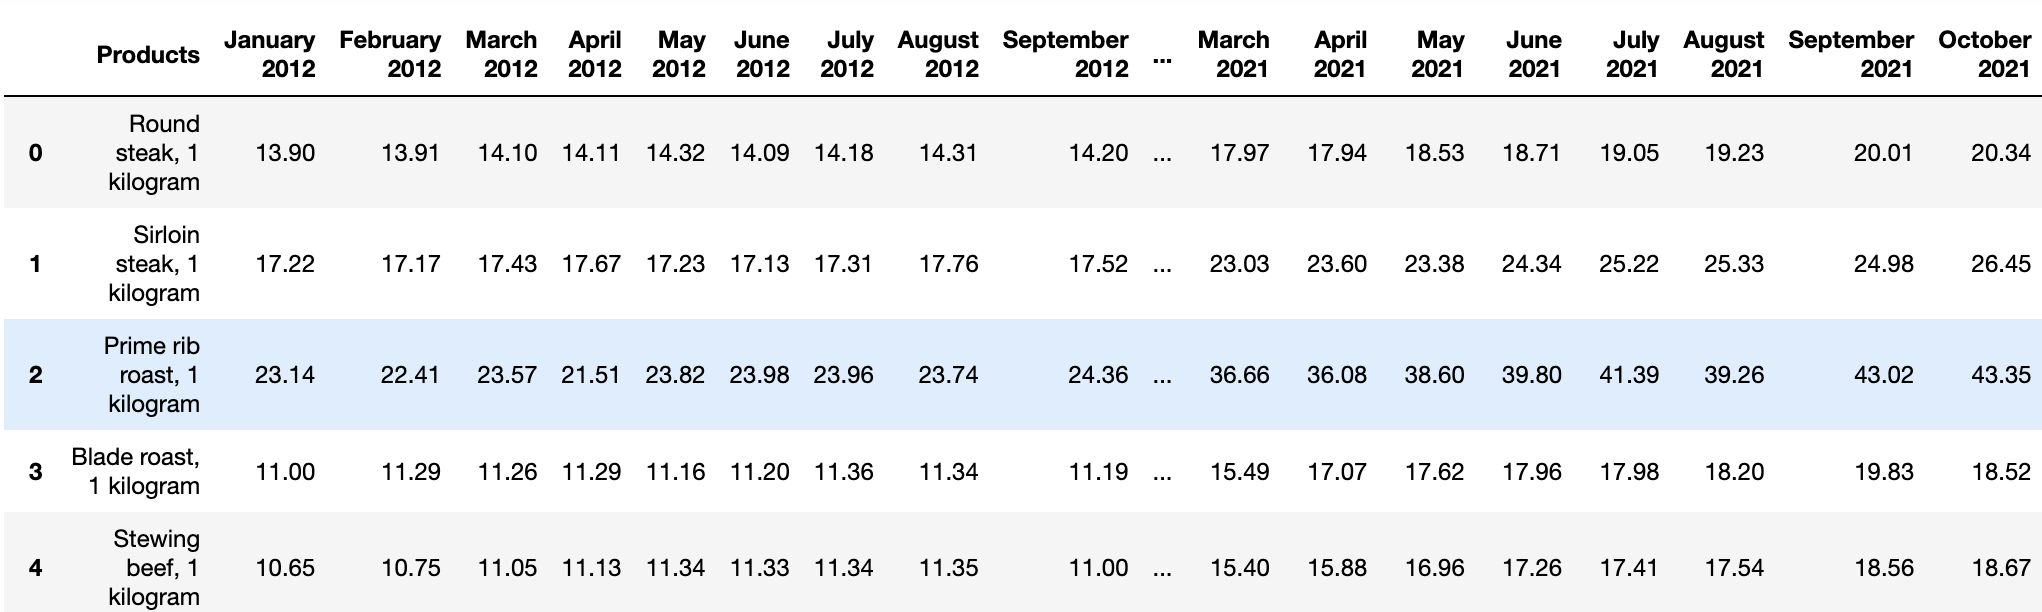 Products January 2012 February 2012 March 2012 April 2012 May 2012 June 2012 July 2012 August 2012 September 2012 ... March 2021 April 2021 May 2021 June 2021 July 2021 August 2021 September 2021 October 2021
0 Round steak, 1 kilogram 13.90 13.91 14.10 14.11 14.32 14.09 14.18 14.31 14.20 ... 17.97 17.94 18.53 18.71 19.05 19.23 20.01 20.34
1 Sirloin steak, 1 kilogram 17.22 17.17 17.43 17.67 17.23 17.13 17.31 17.76 17.52 ... 23.03 23.60 23.38 24.34 25.22 25.33 24.98 26.45
2 Prime rib roast, 1 kilogram 23.14 22.41 23.57 21.51 23.82 23.98 23.96 23.74 24.36 ... 36.66 36.08 38.60 39.80 41.39 39.26 43.02 43.35
3 Blade roast, 1 kilogram 11.00 11.29 11.26 11.29 11.16 11.20 11.36 11.34 11.19 ... 15.49 17.07 17.62 17.96 17.98 18.20 19.83 18.52
4 Stewing beef, 1 kilogram 10.65 10.75 11.05 11.13 11.34 11.33 11.34 11.35 11.00 ... 15.40 15.88 16.96 17.26 17.41 17.54 18.56 18.67